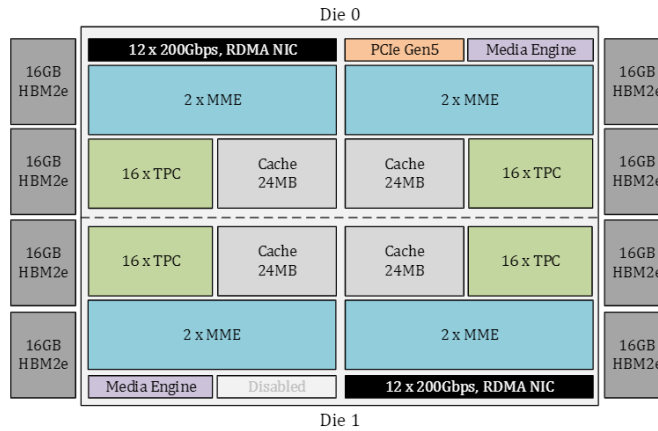 Die 0
12 x 200Gbps, RDMA NIC
PCIe Gen5
Media Engine
16GB
HBM2e
16GB
HBM2e
2 x MME
2 x MME
16GB
HBM2e
16GB
HBM2e
16 x TPC
Cache
24MB
Cache
24MB
16 x TPC
16GB
HBM2e
16GB
HBM2e
16 x TPC
Cache
24MB
Cache
24MB
16 x TPC
16GB
HBM2e
16GB
HBM2e
2 x MME
2 x MME
Media Engine
Disabled
12 x 200Gbps, RDMA NIC
Die 1